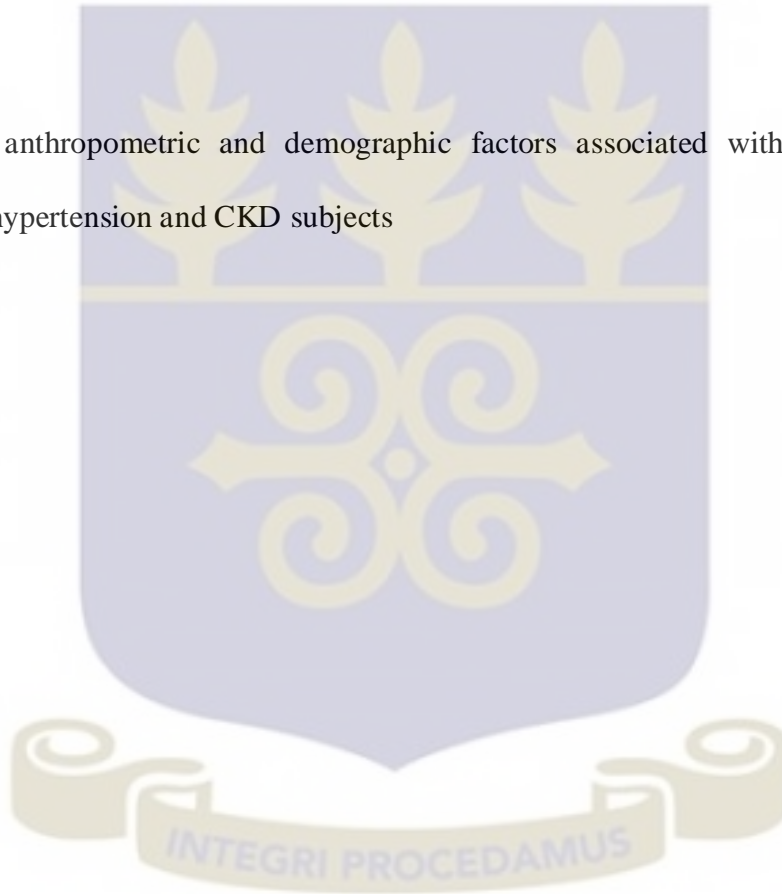 anthropometric and demographic factors associated with
hypertension and CKD subjects
INTEGRI PROCEDAMUS